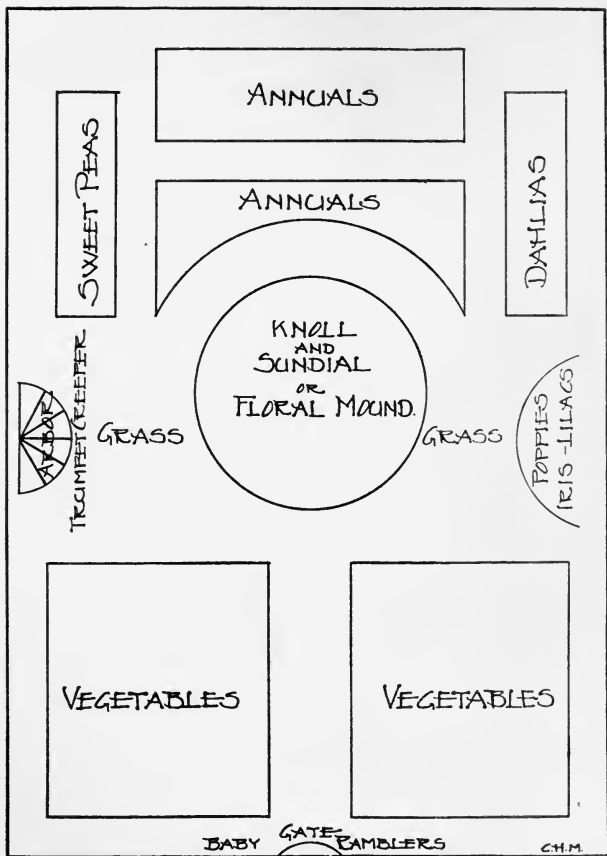 ANNUALS
SWEET PEAS
ANNUALS
DAHLIAS
KNOLL
AND
SUNDIAL
OR
FLORAL MOUND.
ARBOR
TRUMPET CREEPER
GRASS
GRASS
POPPIES
IRIS-LILACS
VEGETABLES
VEGETABLES
GATE
BABY RAMBLERS
C.H.M.